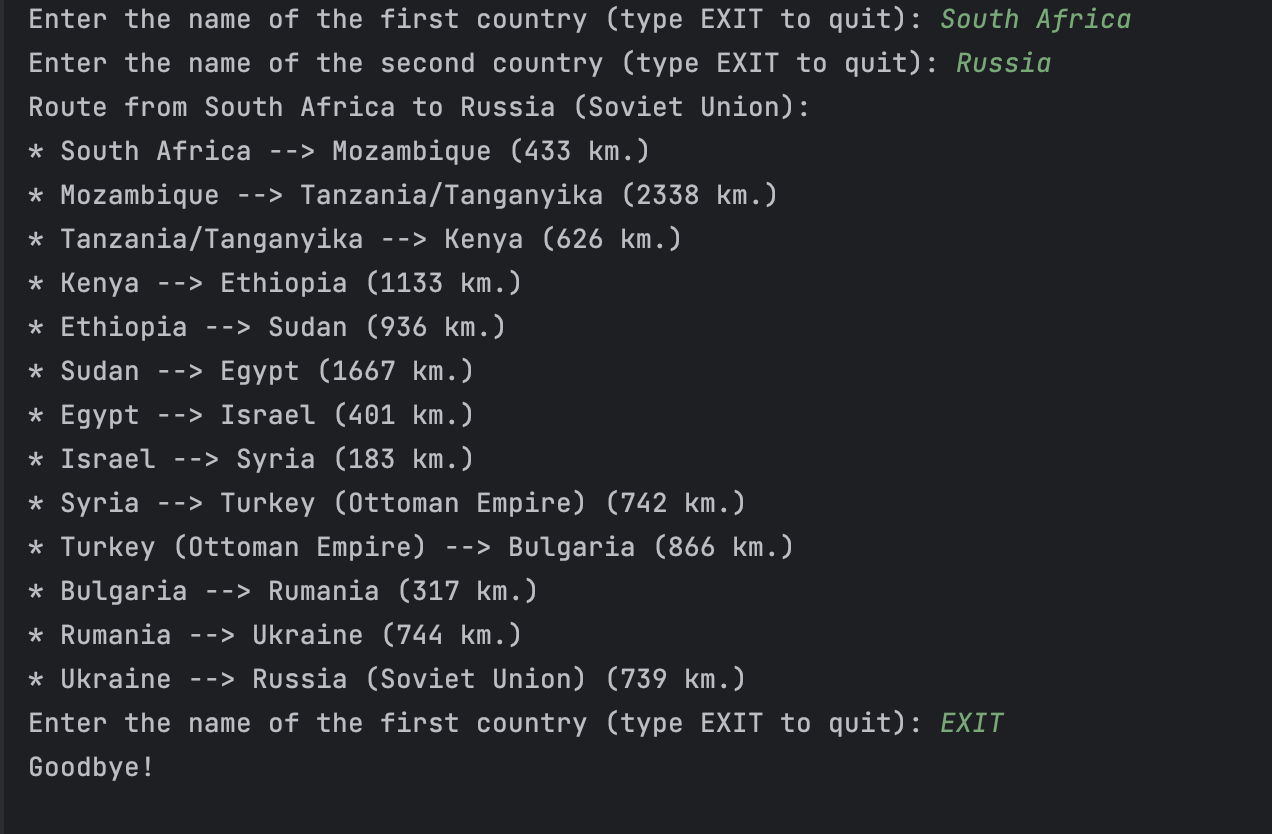 Enter the name of the first country (type EXIT to quit): South Africa
Enter the name of the second country (type EXIT to quit): Russia
Route from South Africa to Russia (Soviet Union):
* South Africa --> Mozambique (433 km.)
* Mozambique --> Tanzania/Tanganyika (2338 km.)
* Tanzania/Tanganyika --> Kenya (626 km.)
* Kenya --> Ethiopia (1133 km.)
* Ethiopia --> Sudan (936 km.)
* Sudan --> Egypt (1667 km.)
* Egypt --> Israel (401 km.)
* Israel --> Syria (183 km.)
* Syria --> Turkey (Ottoman Empire) (742 km.)
* Turkey (Ottoman Empire) --> Bulgaria (866 km.)
* Bulgaria --> Rumania (317 km.)
* Rumania --> Ukraine (744 km.)
* Ukraine --> Russia (Soviet Union) (739 km.)
Enter the name of the first country (type EXIT to quit): EXIT
Goodbye!